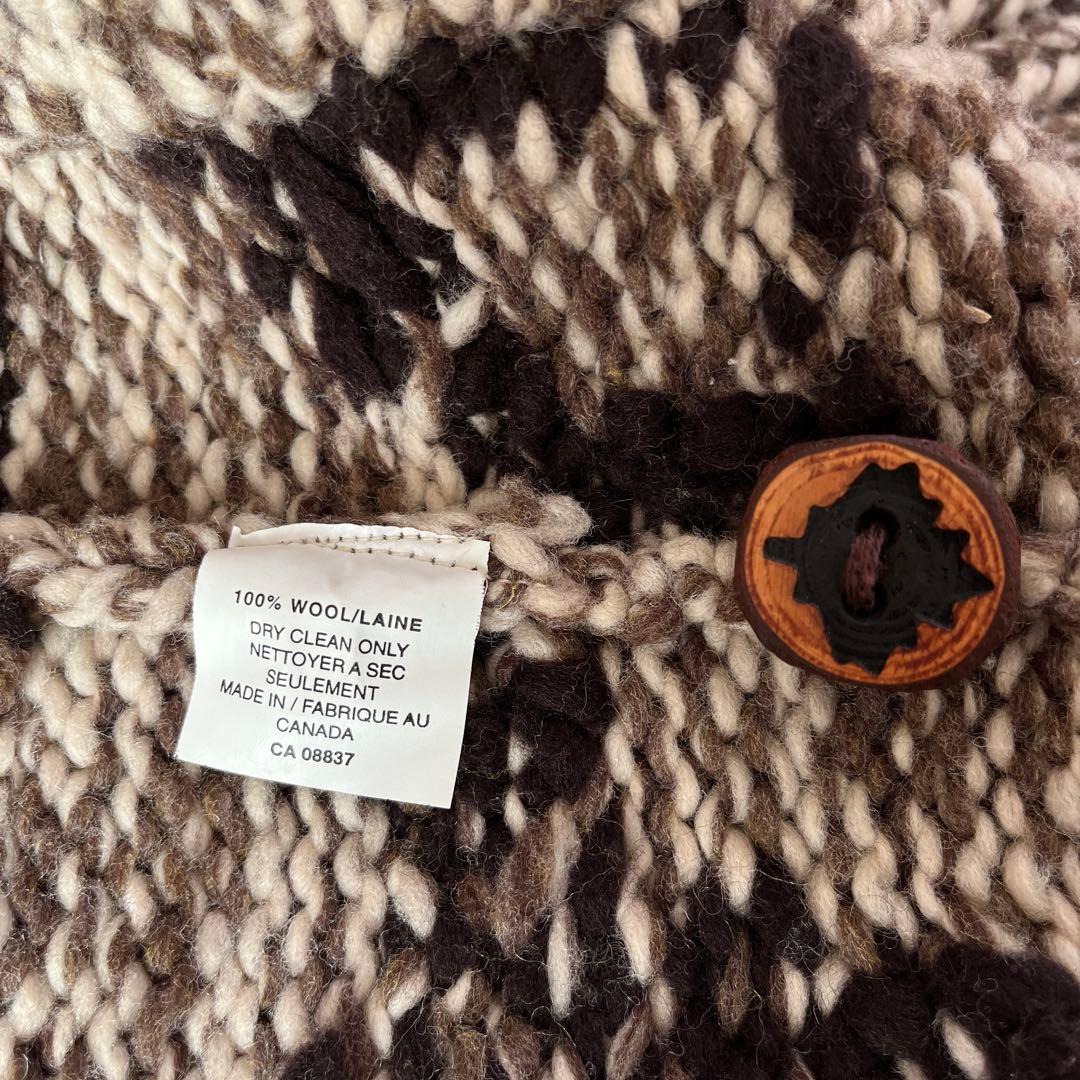 100% WOOL/LAINE
DRY CLEAN ONLY
NETTOYER A SEC
SEULEMENT
MADE IN / FABRIQUE AU
CANADA
CA 08837